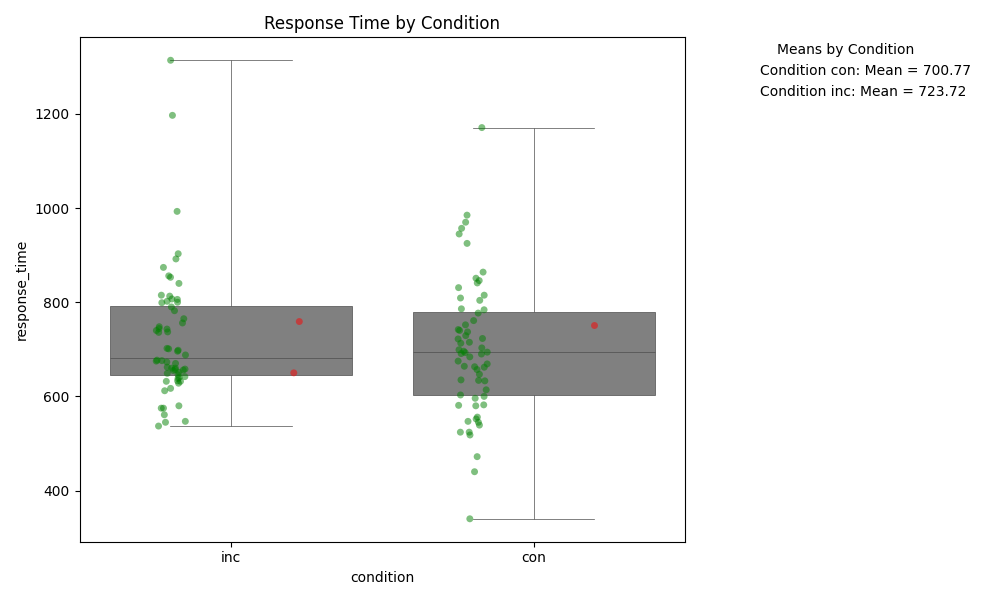 Response Time by Condition
Means by Condition
Condition con: Mean = 700.77
Condition inc: Mean = 723.72
1200
1000
800
600
400
response_time
inc
con
condition